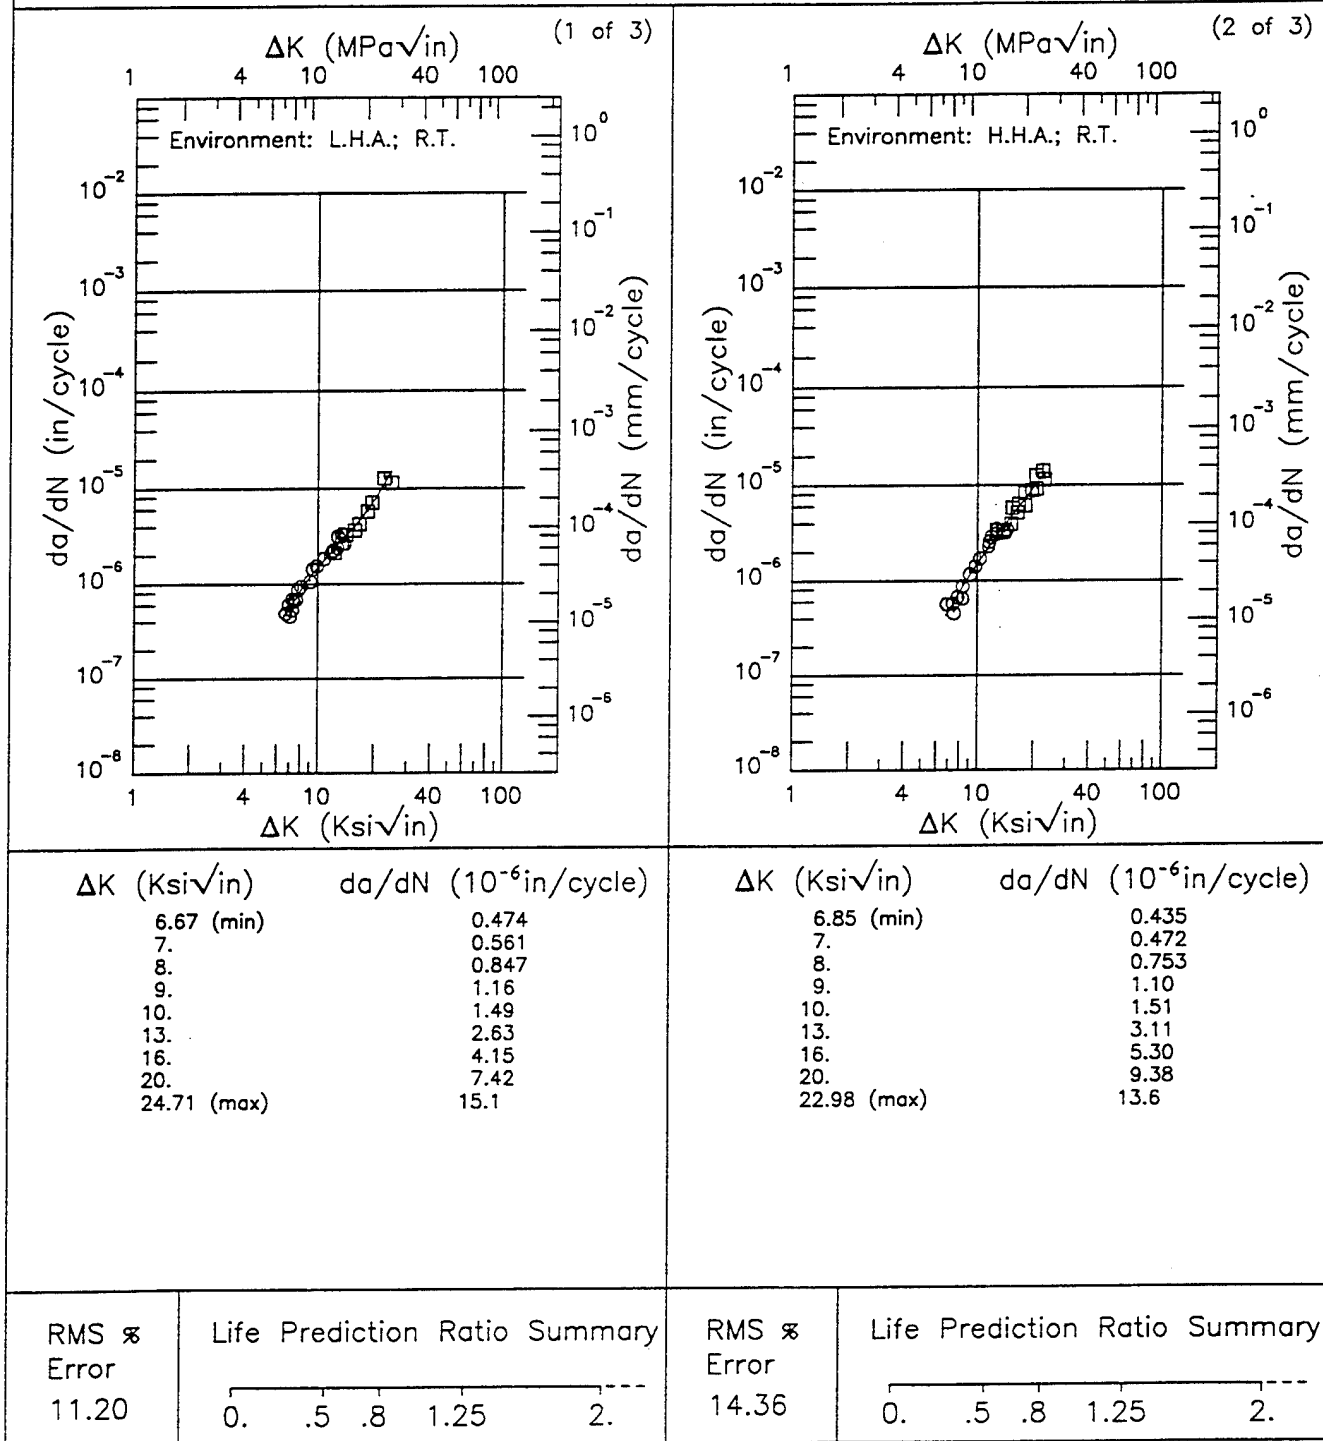 (1 of 3)
ΔK (MPa√in)
1 4 10 40 100
Environment: L.H.A.; R.T.
10⁰
10⁻²
10⁻¹
10⁻³
10⁻²
10⁻⁴
10⁻³
10⁻⁵
10⁻⁴
10⁻⁶
10⁻⁵
10⁻⁷
10⁻⁶
10⁻⁸
da/dN (in/cycle)
da/dN (mm/cycle)
1 4 10 40 100
ΔK (Ksi√in)
(2 of 3)
ΔK (MPa√in)
1 4 10 40 100
Environment: H.H.A.; R.T.
10⁰
10⁻²
10⁻¹
10⁻³
10⁻²
10⁻⁴
10⁻³
10⁻⁵
10⁻⁴
10⁻⁶
10⁻⁵
10⁻⁷
10⁻⁶
10⁻⁸
da/dN (in/cycle)
da/dN (mm/cycle)
1 4 10 40 100
ΔK (Ksi√in)
ΔK (Ksi√in) da/dN (10⁻⁶in/cycle)
6.67 (min) 0.474
7. 0.561
8. 0.847
9. 1.16
10. 1.49
13. 2.63
16. 4.15
20. 7.42
24.71 (max) 15.1
ΔK (Ksi√in) da/dN (10⁻⁶in/cycle)
6.85 (min) 0.435
7. 0.472
8. 0.753
9. 1.10
10. 1.51
13. 3.11
16. 5.30
20. 9.38
22.98 (max) 13.6
RMS %
Error
11.20
Life Prediction Ratio Summary
0. .5 .8 1.25 2.
RMS %
Error
14.36
Life Prediction Ratio Summary
0. .5 .8 1.25 2.